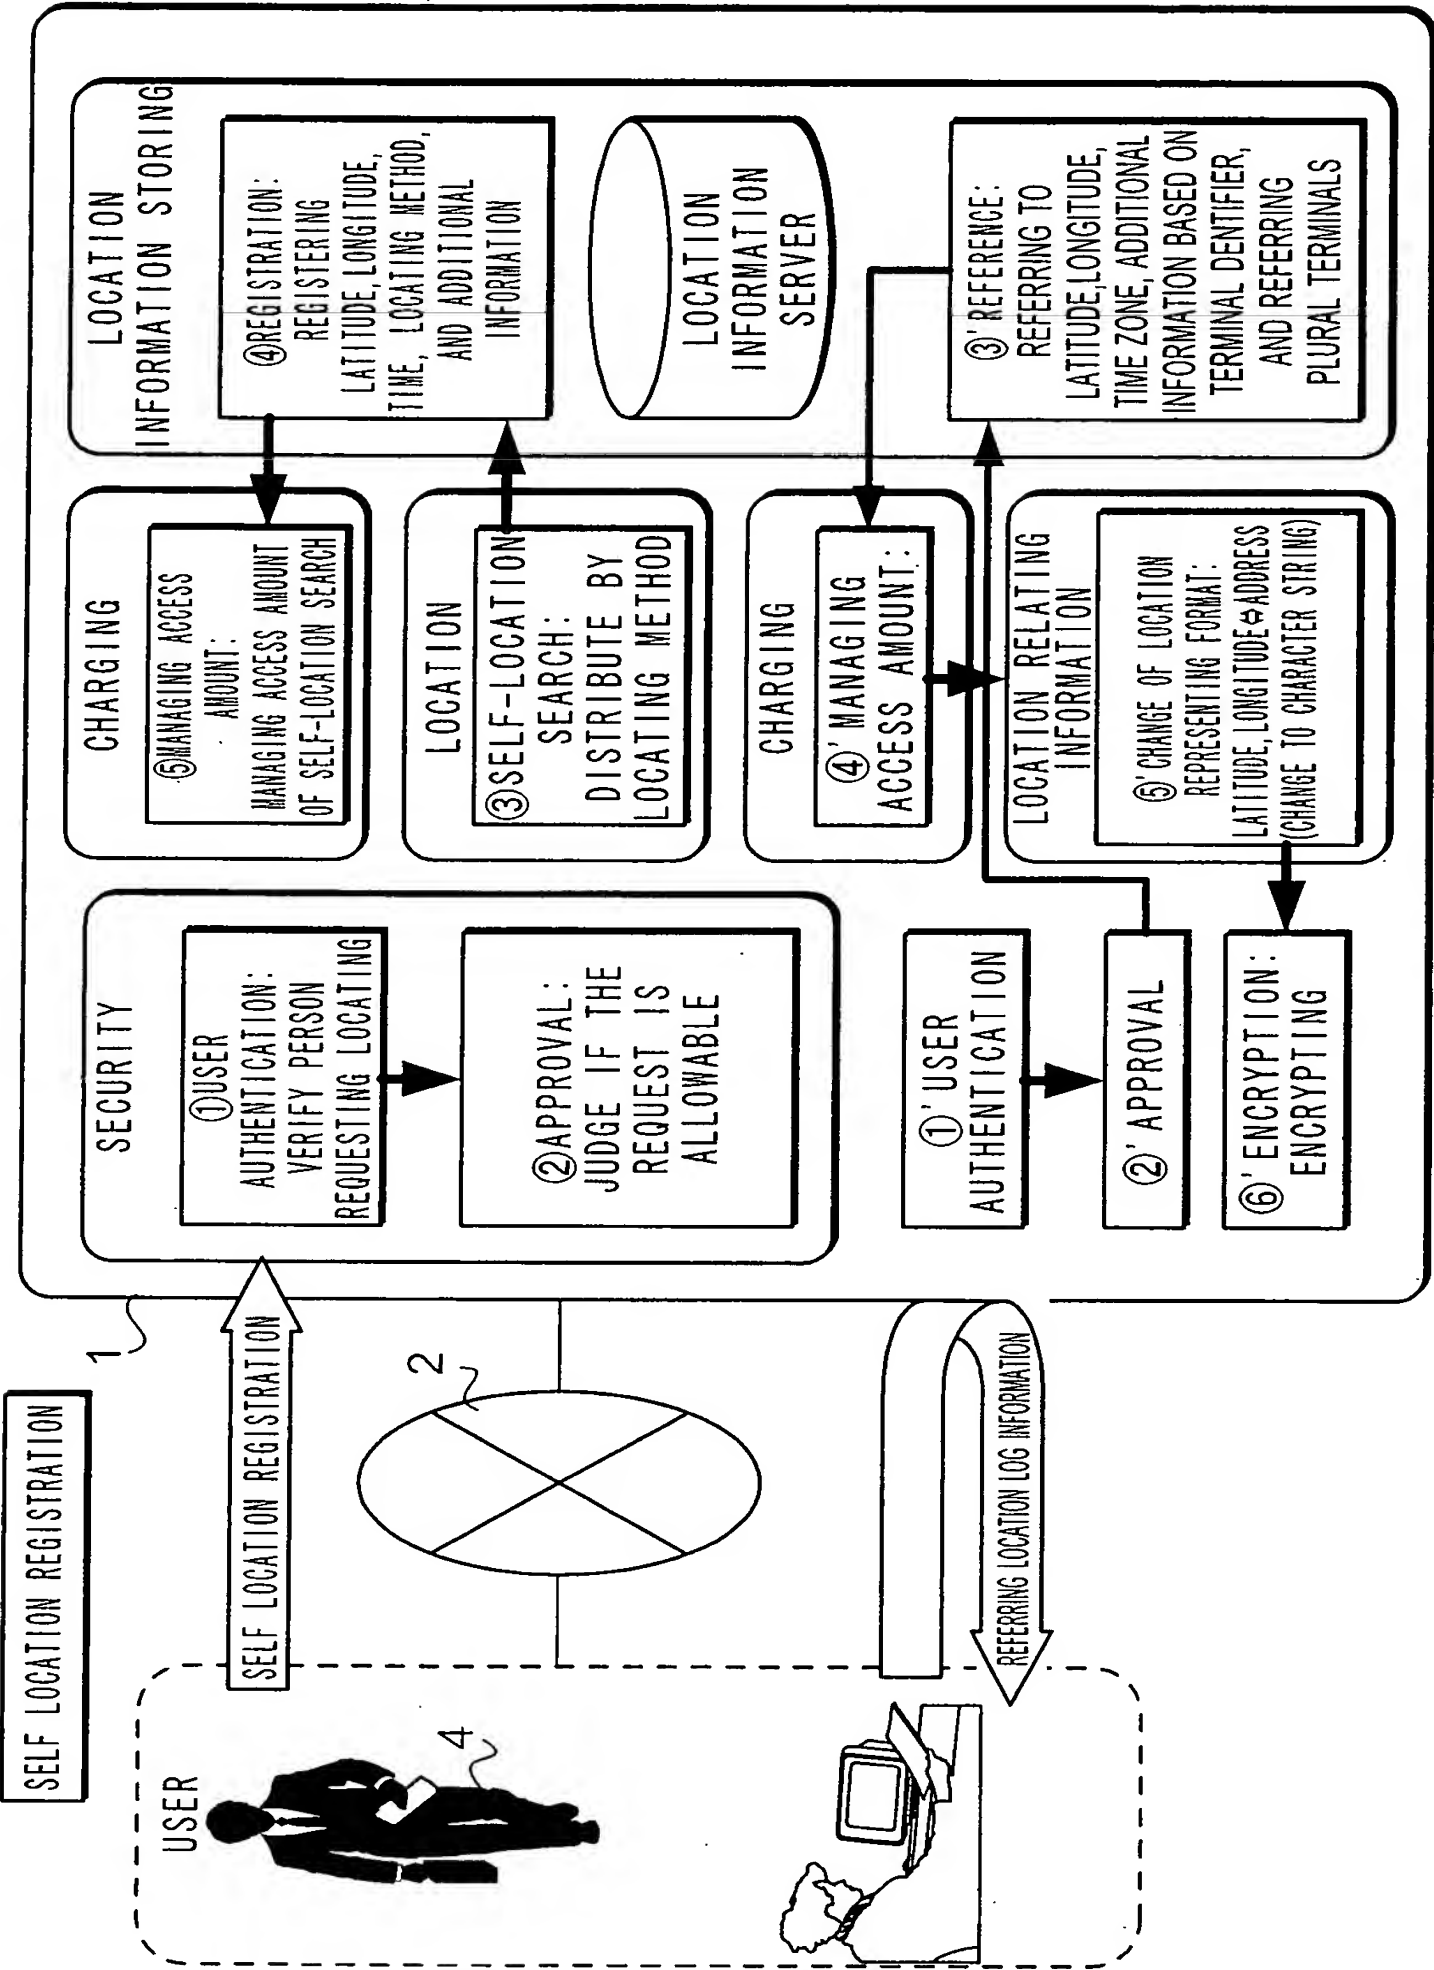 SELF LOCATION REGISTRATION
USER
4
SELF LOCATION REGISTRATION
2
REFERRING LOCATION LOG INFORMATION
1
SECURITY
①USER
AUTHENTICATION:
VERIFY PERSON
REQUESTING LOCATING
②APPROVAL:
JUDGE IF THE
REQUEST IS
ALLOWABLE
①'USER
AUTHENTICATION
②'APPROVAL
⑥'ENCRYPTION:
ENCRYPTING
CHARGING
⑤MANAGING ACCESS
AMOUNT:
MANAGING ACCESS AMOUNT
OF SELF-LOCATION SEARCH
LOCATION
③SELF-LOCATION
SEARCH:
DISTRIBUTE BY
LOCATING METHOD
CHARGING
④'MANAGING
ACCESS AMOUNT:
LOCATION RELATING
INFORMATION
⑤'CHANGE OF LOCATION
REPRESENTING FORMAT:
LATITUDE,LONGITUDE⇔ADDRESS
(CHANGE TO CHARACTER STRING)
LOCATION
INFORMATION STORING
④REGISTRATION:
REGISTERING
LATITUDE,LONGITUDE,
TIME, LOCATING METHOD,
AND ADDITIONAL
INFORMATION
LOCATION
INFORMATION
SERVER
③'REFERENCE:
REFERRING TO
LATITUDE,LONGITUDE,
TIME ZONE, ADDITIONAL
INFORMATION BASED ON
TERMINAL DENTIFIER,
AND REFERRING
PLURAL TERMINALS